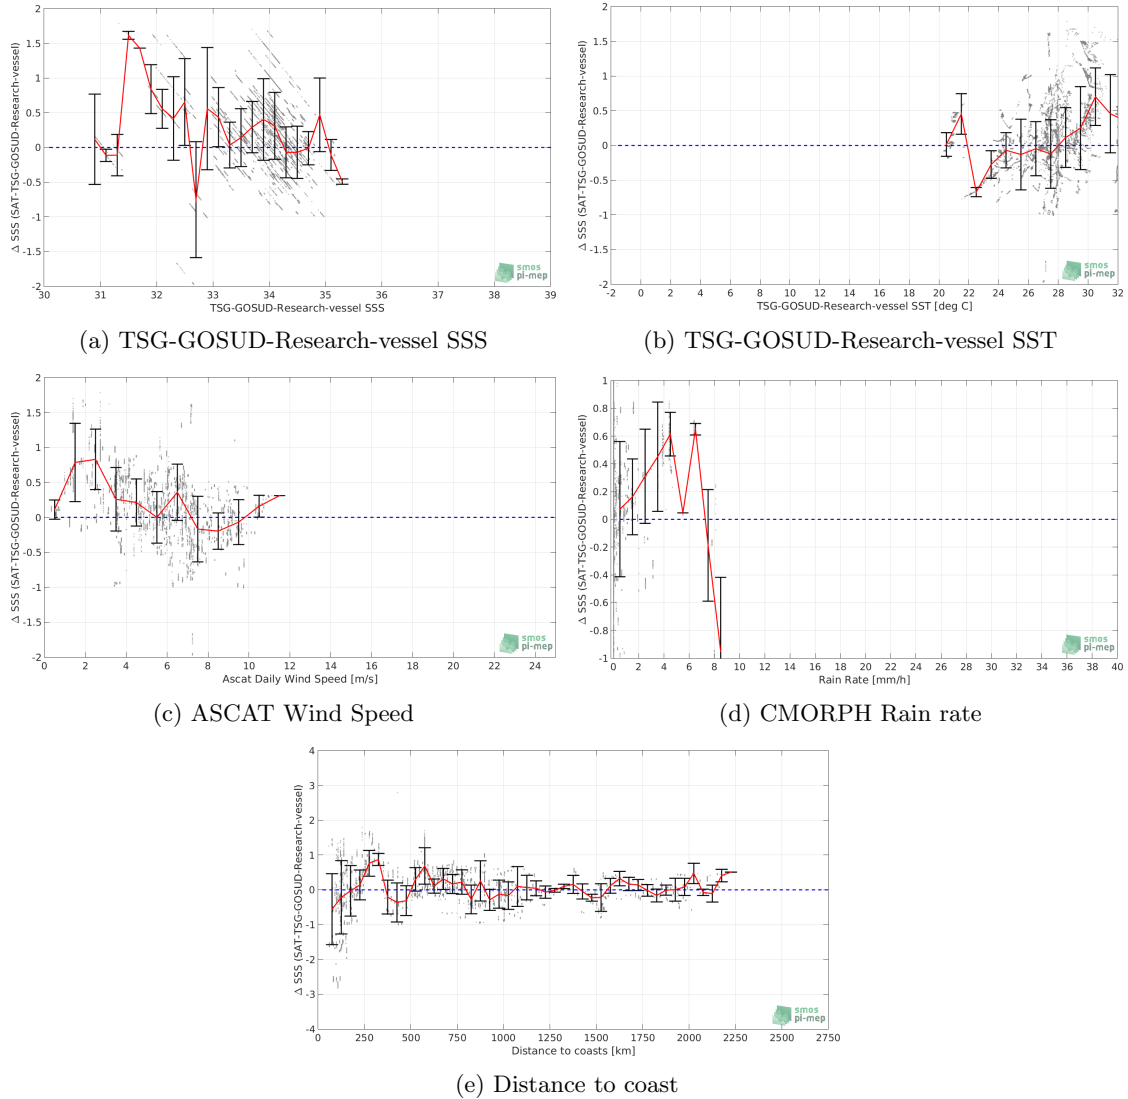 Δ SSS (SAT-TSG-GOSUD-Research-vessel)
2
1.5
1
0.5
0
-0.5
-1
-1.5
-2
30 31 32 33 34 35 36 37 38 39
TSG-GOSUD-Research-vessel SSS
smos
pi-mep
(a) TSG-GOSUD-Research-vessel SSS
Δ SSS (SAT-TSG-GOSUD-Research-vessel)
2
1.5
1
0.5
0
-0.5
-1
-1.5
-2
-2 0 2 4 6 8 10 12 14 16 18 20 22 24 26 28 30 32
TSG-GOSUD-Research-vessel SST [deg C]
smos
pi-mep
(b) TSG-GOSUD-Research-vessel SST
Δ SSS (SAT-TSG-GOSUD-Research-vessel)
2
1.5
1
0.5
0
-0.5
-1
-1.5
-2
0 2 4 6 8 10 12 14 16 18 20 22 24
Ascat Daily Wind Speed [m/s]
smos
pi-mep
(c) ASCAT Wind Speed
Δ SSS (SAT-TSG-GOSUD-Research-vessel)
1
0.8
0.6
0.4
0.2
0
-0.2
-0.4
-0.6
-0.8
-1
0 2 4 6 8 10 12 14 16 18 20 22 24 26 28 30 32 34 36 38 40
Rain Rate [mm/h]
smos
pi-mep
(d) CMORPH Rain rate
Δ SSS (SAT-TSG-GOSUD-Research-vessel)
4
3
2
1
0
-1
-2
-3
-4
0 250 500 750 1000 1250 1500 1750 2000 2250 2500 2750
Distance to coasts [km]
smos
pi-mep
(e) Distance to coast